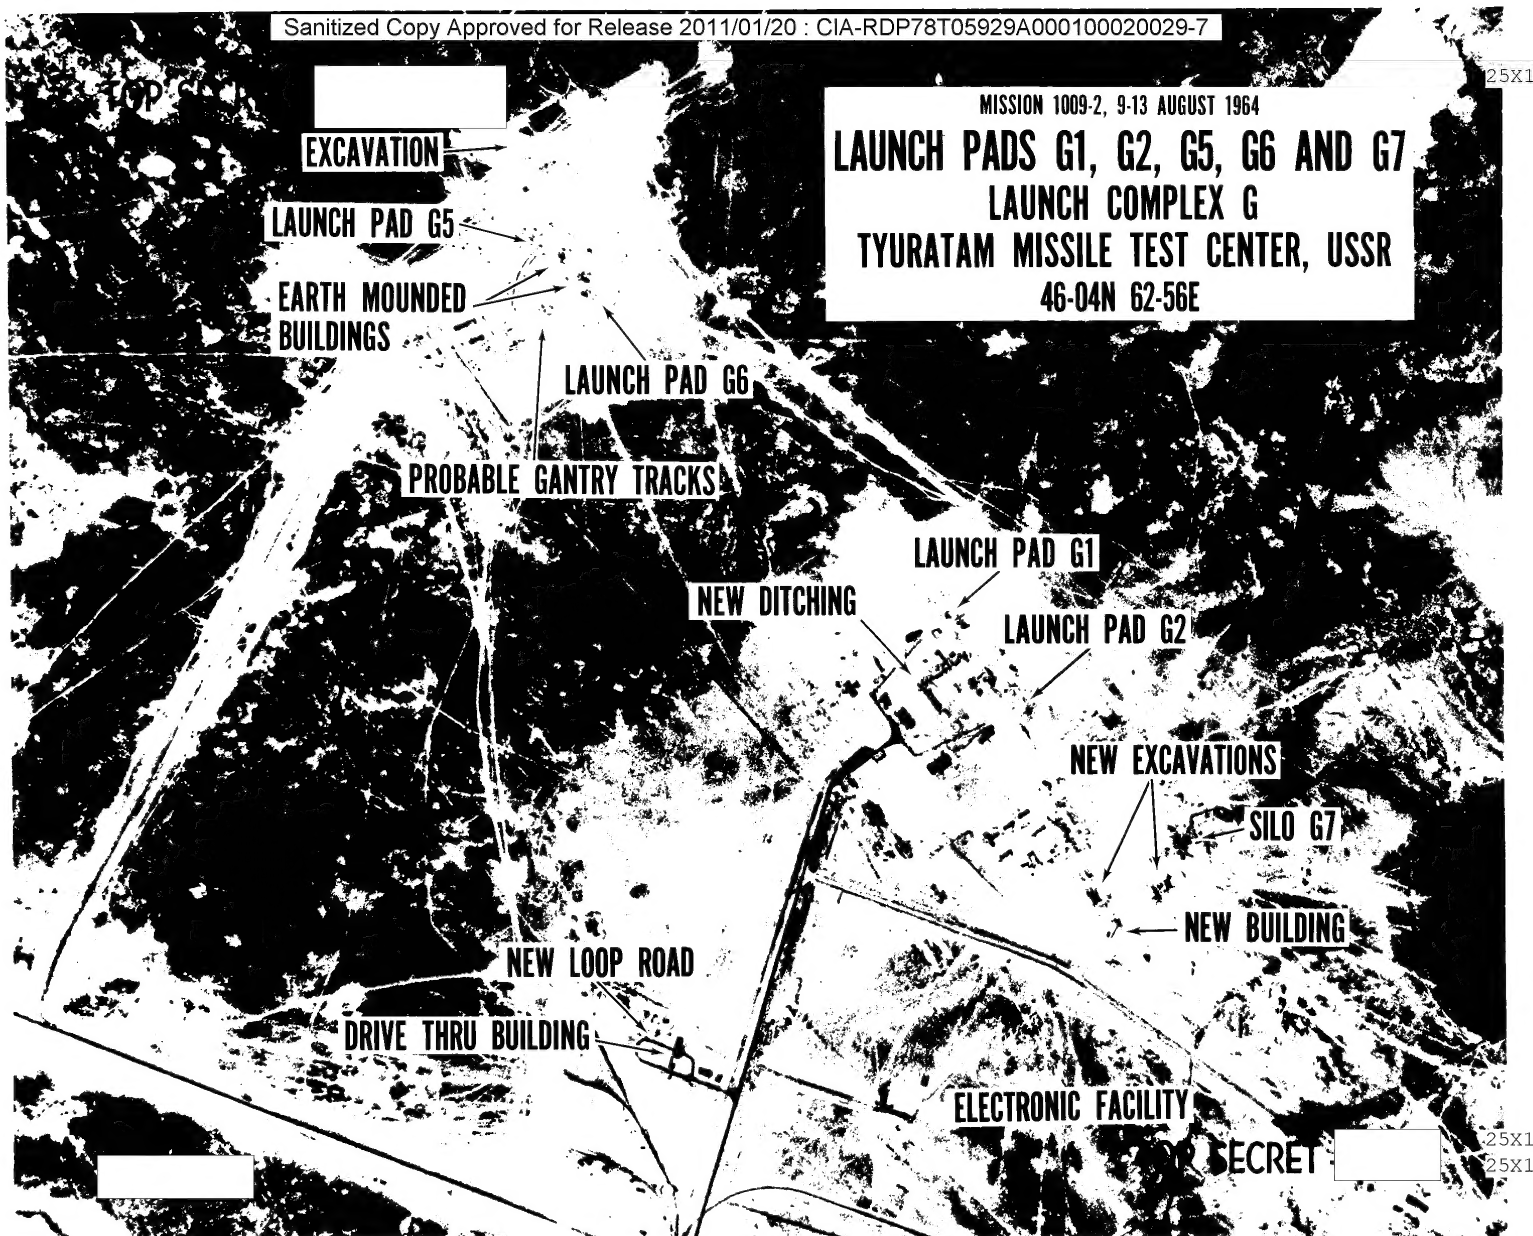 Sanitized Copy Approved for Release 2011/01/20 : CIA-RDP78T05929A000100020029-7
25X1
TOP SECR
MISSION 1009-2, 9-13 AUGUST 1964
LAUNCH PADS G1, G2, G5, G6 AND G7
LAUNCH COMPLEX G
TYURATAM MISSILE TEST CENTER, USSR
46-04N 62-56E
EXCAVATION
LAUNCH PAD G5
EARTH MOUNDED
BUILDINGS
LAUNCH PAD G6
PROBABLE GANTRY TRACKS
LAUNCH PAD G1
NEW DITCHING
LAUNCH PAD G2
NEW EXCAVATIONS
SILO G7
NEW BUILDING
NEW LOOP ROAD
DRIVE THRU BUILDING
ELECTRONIC FACILITY
TOP SECRET
25X1
25X1